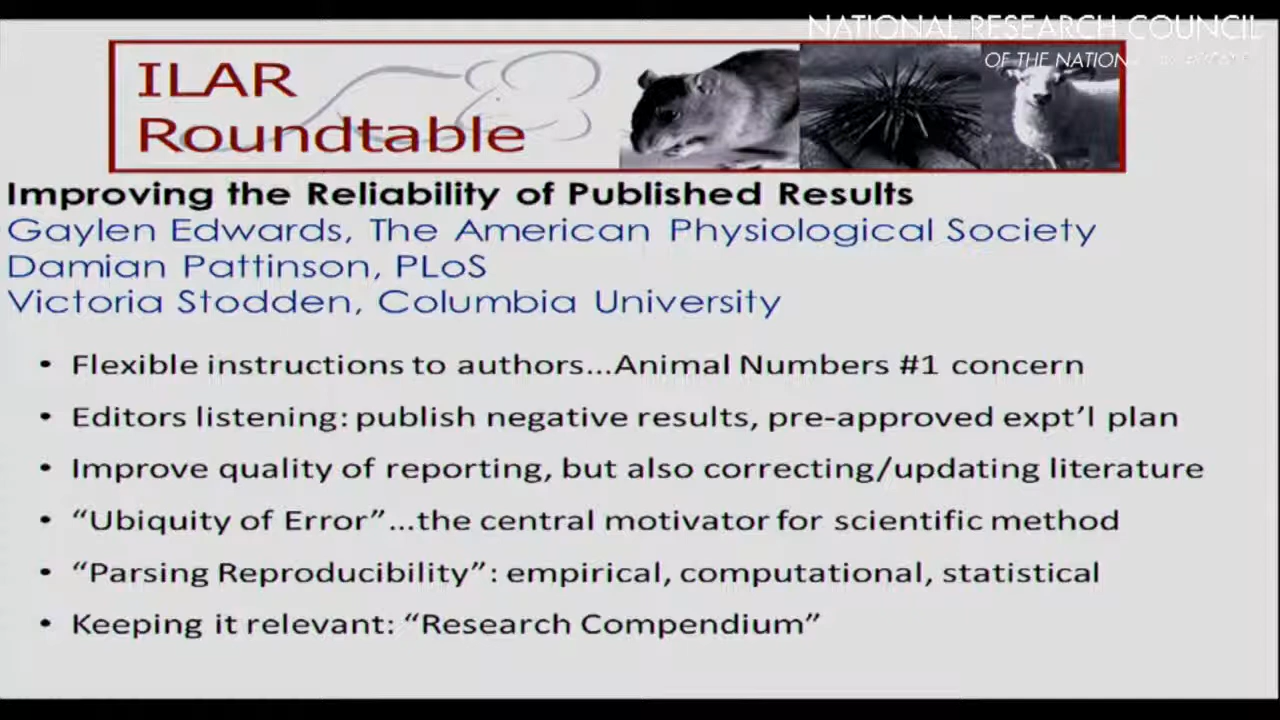 NATIONAL RESEARCH COUNCIL
OF THE NATION
ILAR
Roundtable
Improving the Reliability of Published Results
Gaylen Edwards, The American Physiological Society
Damian Pattinson, PLoS
Victoria Stodden, Columbia University
• Flexible instructions to authors...Animal Numbers #1 concern
• Editors listening: publish negative results, pre-approved expt'l plan
• Improve quality of reporting, but also correcting/updating literature
• “Ubiquity of Error”...the central motivator for scientific method
• “Parsing Reproducibility”: empirical, computational, statistical
• Keeping it relevant: “Research Compendium”